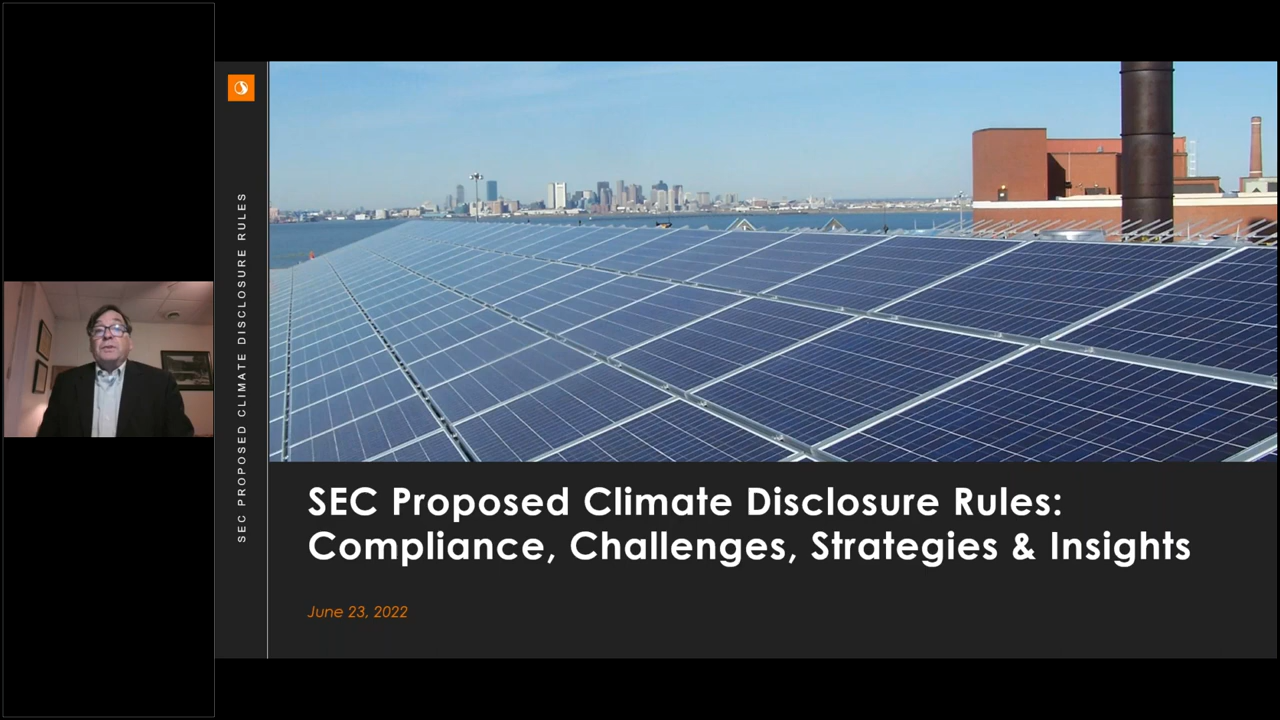 SEC PROPOSED CLIMATE DISCLOSURE RULES
SEC Proposed Climate Disclosure Rules:
Compliance, Challenges, Strategies & Insights
June 23, 2022